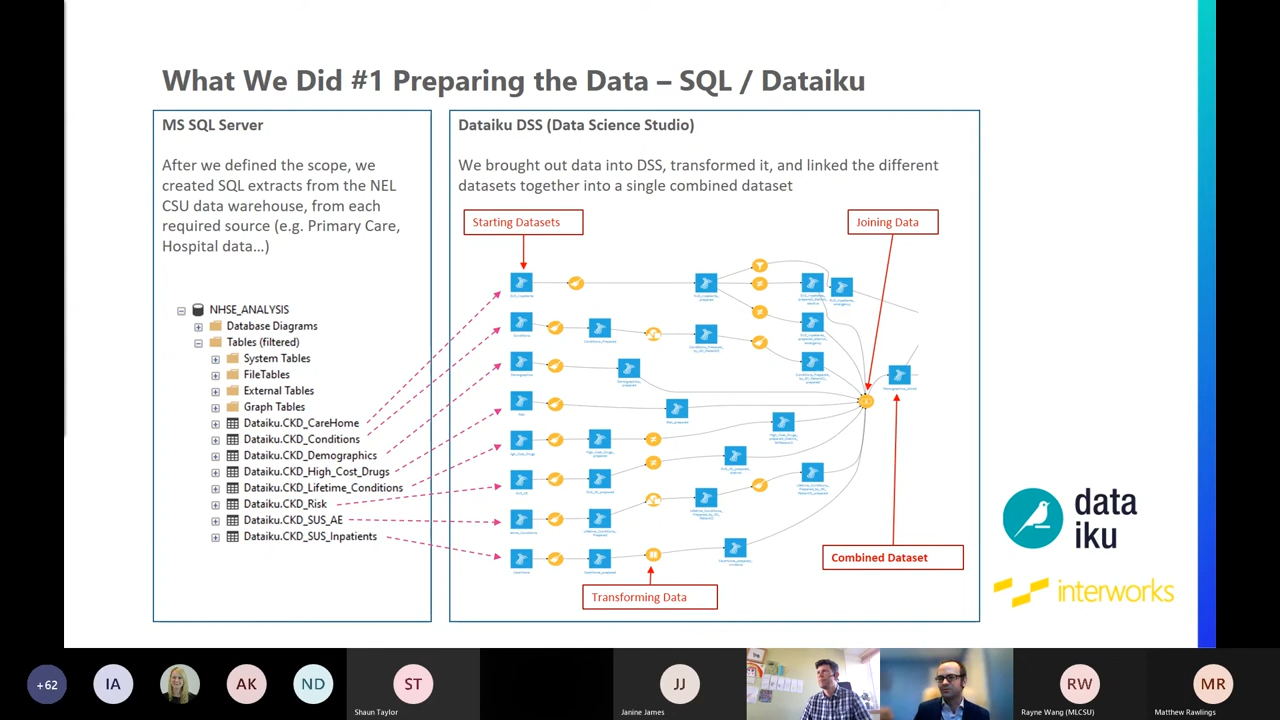 What We Did #1 Preparing the Data – SQL / Dataiku
MS SQL Server
After we defined the scope, we
created SQL extracts from the NEL
CSU data warehouse, from each
required source (e.g. Primary Care,
Hospital data…)
NHSE_ANALYSIS
Database Diagrams
Tables (filtered)
System Tables
FileTables
External Tables
Graph Tables
Dataiku.CKD_CareHome
Dataiku.CKD_Conditions
Dataiku.CKD_Demographics
Dataiku.CKD_High_Cost_Drugs
Dataiku.CKD_Lifetime_Conditions
Dataiku.CKD_Risk
Dataiku.CKD_SUS_AE
Dataiku.CKD_SUS_Inpatients
Dataiku DSS (Data Science Studio)
We brought out data into DSS, transformed it, and linked the different
datasets together into a single combined dataset
Starting Datasets
Joining Data
Combined Dataset
Transforming Data
data
iku
interworks
+62
IA
AK
ND
ST
Shaun Taylor
JJ
Janine James
RW
Rayne Wang (MLCSU)
MR
Matthew Rawlings